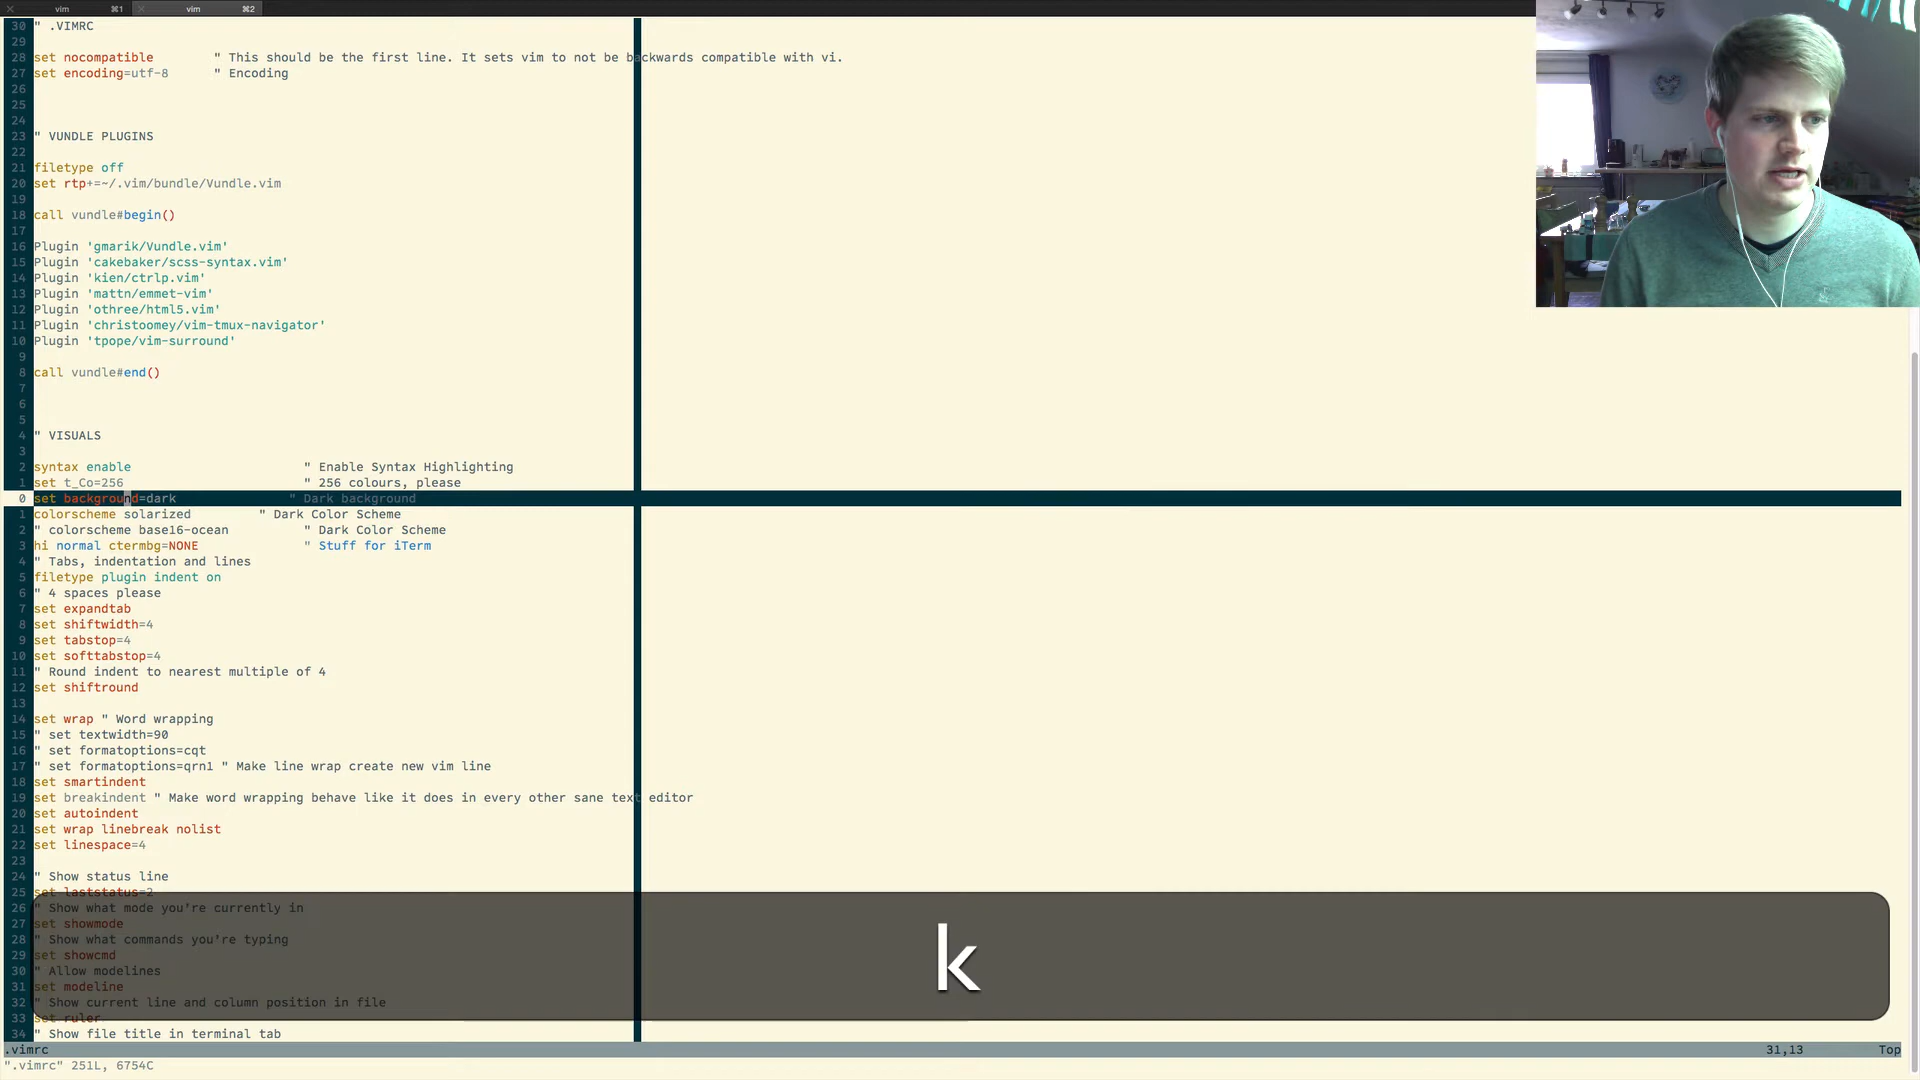 vim ⌘1 vim ⌘2
30 " .VIMRC
29
28 set nocompatible " This should be the first line. It sets vim to not be backwards compatible with vi.
27 set encoding=utf-8 " Encoding
26
25
24
23 " VUNDLE PLUGINS
22
21 filetype off
20 set rtp+=~/.vim/bundle/Vundle.vim
19
18 call vundle#begin()
17
16 Plugin 'gmarik/Vundle.vim'
15 Plugin 'cakebaker/scss-syntax.vim'
14 Plugin 'kien/ctrlp.vim'
13 Plugin 'mattn/emmet-vim'
12 Plugin 'othree/html5.vim'
11 Plugin 'christoomey/vim-tmux-navigator'
10 Plugin 'tpope/vim-surround'
9
8 call vundle#end()
7
6
5
4 " VISUALS
3
2 syntax enable " Enable Syntax Highlighting
1 set t_Co=256 " 256 colours, please
0 set background=dark " Dark background
1 colorscheme solarized " Dark Color Scheme
2 " colorscheme base16-ocean " Dark Color Scheme
3 hi normal ctermbg=NONE " Stuff for iTerm
4 " Tabs, indentation and lines
5 filetype plugin indent on
6 " 4 spaces please
7 set expandtab
8 set shiftwidth=4
9 set tabstop=4
10 set softtabstop=4
11 " Round indent to nearest multiple of 4
12 set shiftround
13
14 set wrap " Word wrapping
15 " set textwidth=90
16 " set formatoptions=cqt
17 " set formatoptions=qrn1 " Make line wrap create new vim line
18 set smartindent
19 set breakindent " Make word wrapping behave like it does in every other sane text editor
20 set autoindent
21 set wrap linebreak nolist
22 set linespace=4
23
24 " Show status line
25 set laststatus=2
26 " Show what mode you're currently in
27 set showmode
28 " Show what commands you're typing
29 set showcmd
30 " Allow modelines
31 set modeline
32 " Show current line and column position in file
33 set ruler
34 " Show file title in terminal tab
k
.vimrc 31,13 Top
".vimrc" 251L, 6754C